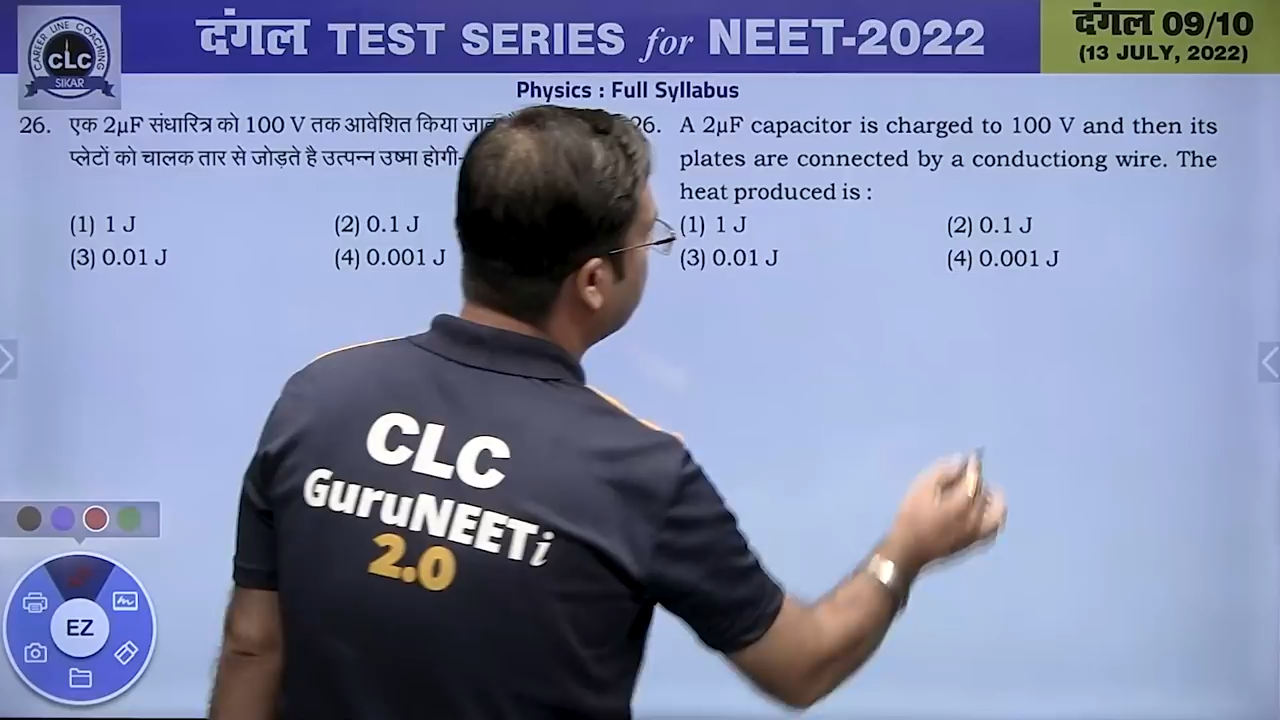 दंगल TEST SERIES for NEET-2022
दंगल 09/10
(13 JULY, 2022)
CAREER LINE COACHING
CLC
SIKAR
Physics : Full Syllabus
26. एक 2µF संधारित्र को 100 V तक आवेशित किया
प्लेटों को चालक तार से जोड़ते है उत्पन्न उष्मा होगी-
(1) 1 J (2) 0.1 J
(3) 0.01 J (4) 0.001 J
26. A 2µF capacitor is charged to 100 V and then its
plates are connected by a conductiong wire. The
heat produced is :
(1) 1 J (2) 0.1 J
(3) 0.01 J (4) 0.001 J
CLC
GuruNEETi
2.0
EZ